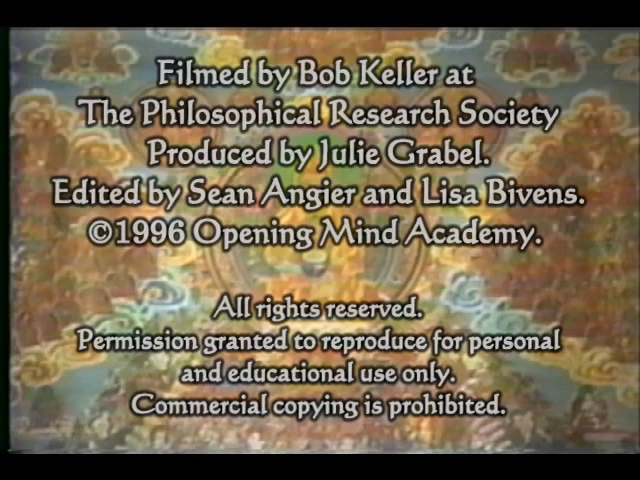 Filmed by Bob Keller at
The Philosophical Research Society
Produced by Julie Grabel.
Edited by Sean Angier and Lisa Bivens.
©1996 Opening Mind Academy.
All rights reserved.
Permission granted to reproduce for personal
and educational use only.
Commercial copying is prohibited.